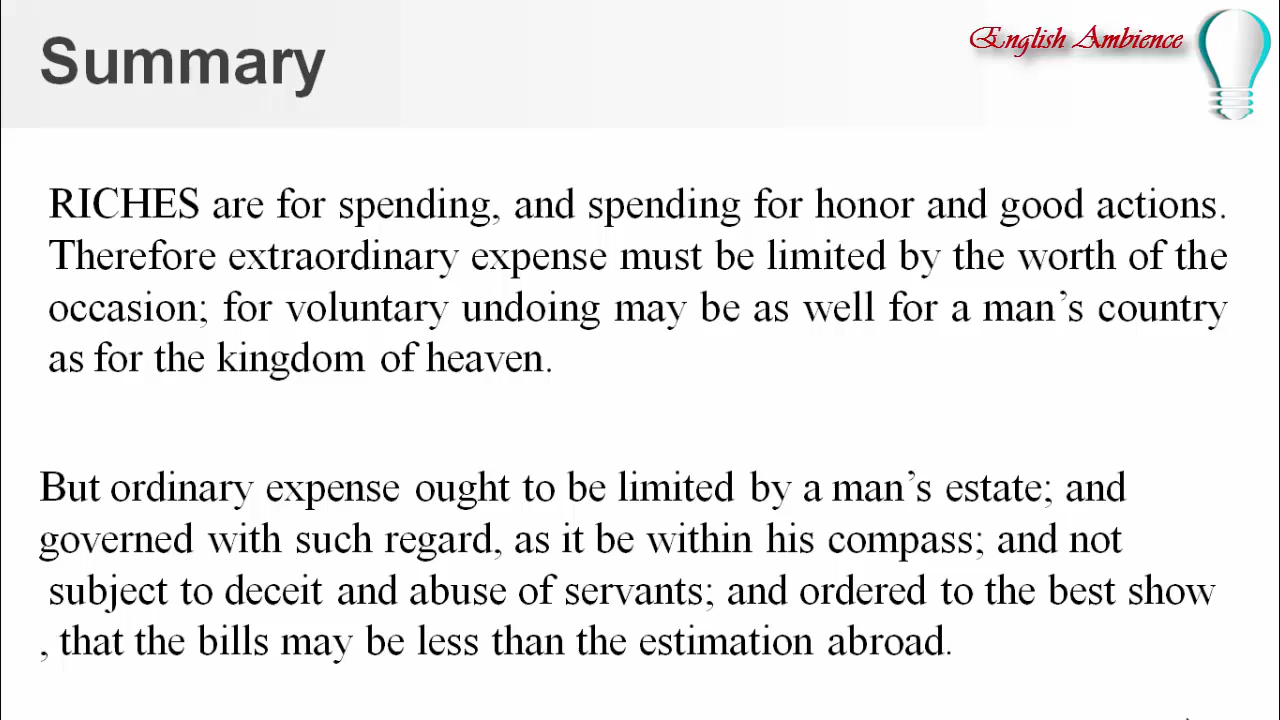 Summary
English Ambience
RICHES are for spending, and spending for honor and good actions.
Therefore extraordinary expense must be limited by the worth of the
occasion; for voluntary undoing may be as well for a man’s country
as for the kingdom of heaven.
But ordinary expense ought to be limited by a man’s estate; and
governed with such regard, as it be within his compass; and not
subject to deceit and abuse of servants; and ordered to the best show
, that the bills may be less than the estimation abroad.